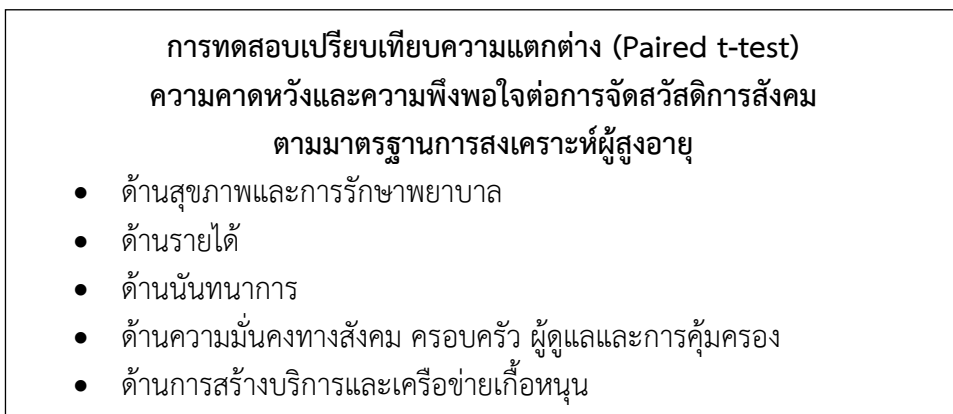 การทดสอบเปรียบเทียบความแตกต่าง (Paired t-test)
ความคาดหวังและความพึงพอใจต่อการจัดสวัสดิการสังคม
ตามมาตรฐานการสงเคราะห์ผู้สูงอายุ
• ด้านสุขภาพและการรักษาพยาบาล
• ด้านรายได้
• ด้านนันทนาการ
• ด้านความมั่นคงทางสังคม ครอบครัว ผู้ดูแลและการคุ้มครอง
• ด้านการสร้างบริการและเครือข่ายเกื้อหนุน